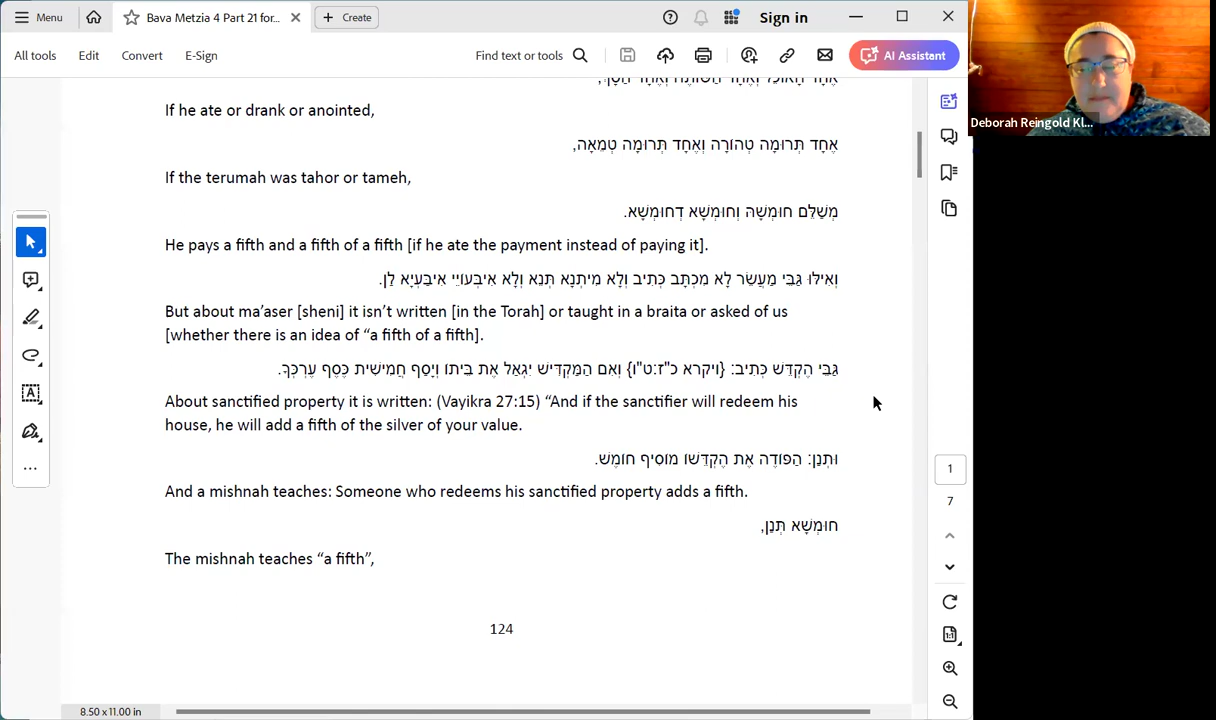 Menu
Bava Metzia 4 Part 21 for...
Create
Sign in
All tools
Edit
Convert
E-Sign
Find text or tools
AI Assistant
Deborah Reingold Kl...
אֶחָד הָאוֹכֵל וְאֶחָד הַשּׁוֹתֶה וְאֶחָד הַסָּךְ,
If he ate or drank or anointed,
אֶחָד תְּרוּמָה טְהוֹרָה וְאֶחָד תְּרוּמָה טְמֵאָה,
If the terumah was tahor or tameh,
מְשַׁלֵּם חוּמְשָׁהּ וְחוּמְשָׁא דְחוּמְשָׁא.
He pays a fifth and a fifth of a fifth [if he ate the payment instead of paying it].
וְאִילּוּ גַּבֵּי מַעֲשֵׂר לָא מִכְתָּב כְּתִיב וְלָא מִיתְנָא תְּנֵא וְלָא אִיבְּעוֹיֵי אִיבַּעְיָא לַן.
But about ma’aser [sheni] it isn’t written [in the Torah] or taught in a braita or asked of us
[whether there is an idea of “a fifth of a fifth].
גַּבֵּי הֶקְדֵּשׁ כְּתִיב: {ויקרא כ"ז:ט"ו} וְאִם הַמַּקְדִּישׁ יִגְאַל אֶת בֵּיתוֹ וְיָסַף חֲמִישִׁית כֶּסֶף עֶרְכְּךָ.
About sanctified property it is written: (Vayikra 27:15) “And if the sanctifier will redeem his
house, he will add a fifth of the silver of your value.
וּתְנַן: הַפּוֹדֶה אֶת הֶקְדֵּשׁוֹ מוֹסִיף חוֹמֶשׁ.
And a mishnah teaches: Someone who redeems his sanctified property adds a fifth.
חוּמְשָׁא תְּנַן,
The mishnah teaches “a fifth”,
124
1
7
8.50 x 11.00 in